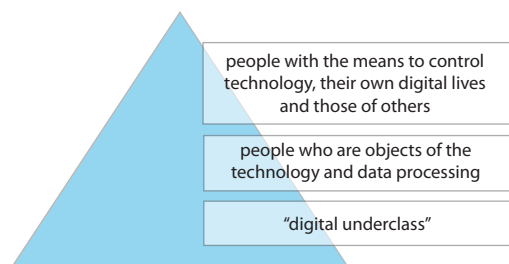 people with the means to control
technology, their own digital lives
and those of others
people who are objects of the
technology and data processing
“digital underclass”